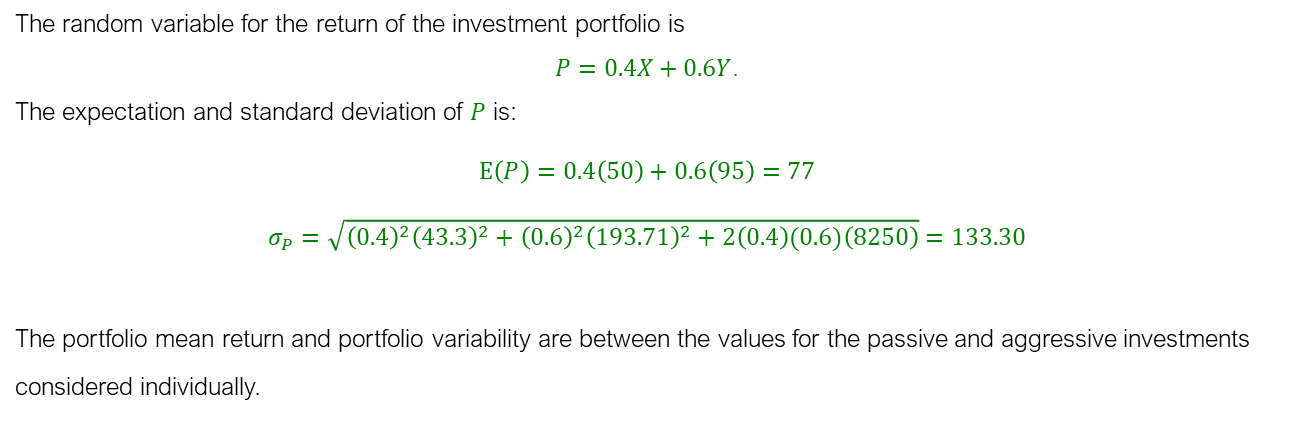 The random variable for the return of the investment portfolio is
P = 0.4X + 0.6Y.
The expectation and standard deviation of P is:
E(P) = 0.4(50) + 0.6(95) = 77
σP = √(0.4)²(43.3)² + (0.6)²(193.71)² + 2(0.4)(0.6)(8250) = 133.30
The portfolio mean return and portfolio variability are between the values for the passive and aggressive investments
considered individually.